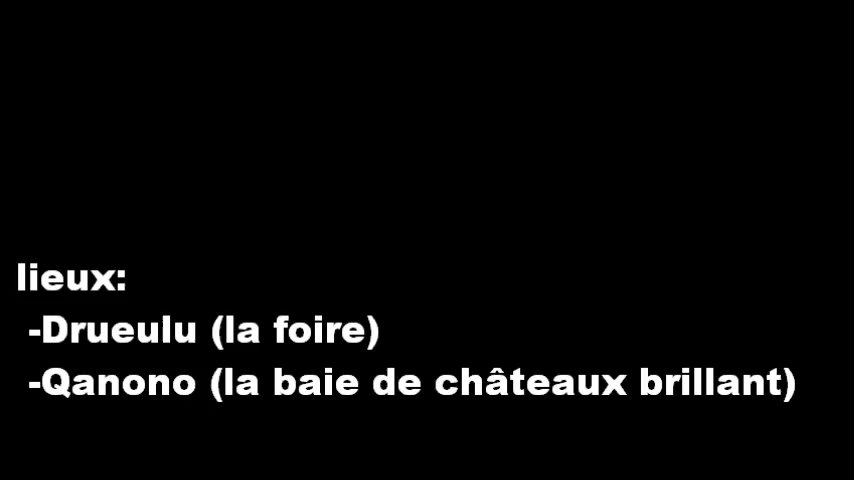 lieux:
-Drueulu (la foire)
-Qanono (la baie de châteaux brillant)